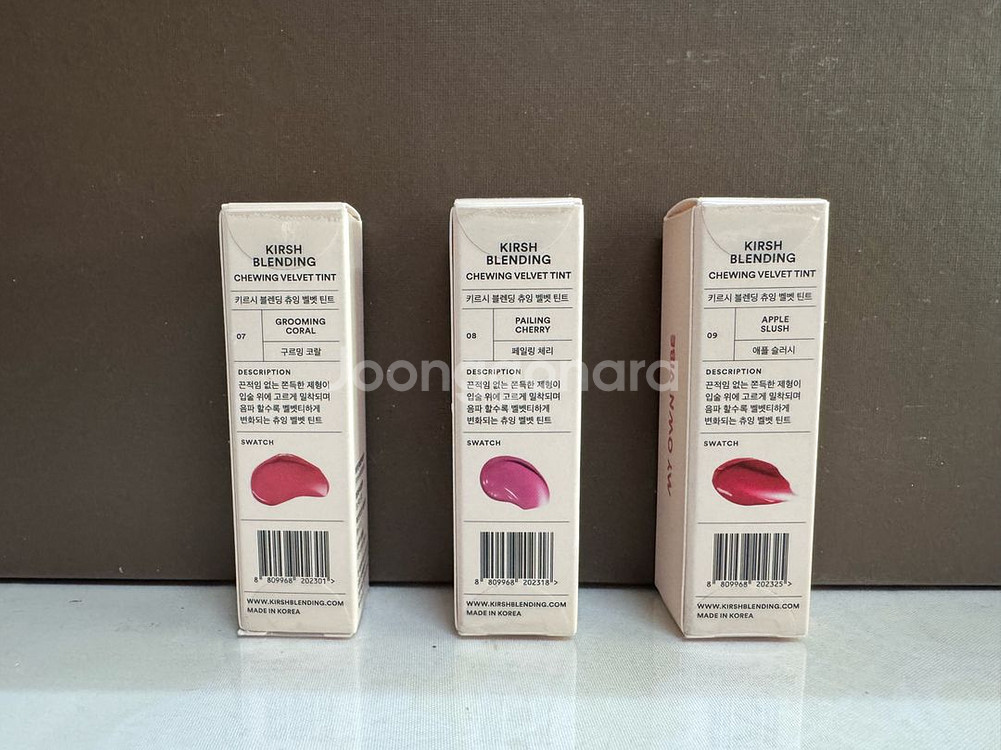 KIRSH
BLENDING
CHEWING VELVET TINT
키르시 블렌딩 츄잉 벨벳 틴트
07
GROOMING
CORAL
구르밍 코랄
DESCRIPTION
끈적임 없는 쫀득한 제형이
입술 위에 고르게 밀착되며
음파 할수록 벨벳티하게
변화되는 츄잉 벨벳 틴트
SWATCH
8 809968 202301 >
WWW.KIRSHBLENDING.COM
MADE IN KOREA
KIRSH
BLENDING
CHEWING VELVET TINT
키르시 블렌딩 츄잉 벨벳 틴트
08
PAILING
CHERRY
페일링 체리
DESCRIPTION
끈적임 없는 쫀득한 제형이
입술 위에 고르게 밀착되며
음파 할수록 벨벳티하게
변화되는 츄잉 벨벳 틴트
SWATCH
8 809968 202318 >
WWW.KIRSHBLENDING.COM
MADE IN KOREA
MY OWN
KIRSH
BLENDING
CHEWING VELVET TINT
키르시 블렌딩 츄잉 벨벳 틴트
09
APPLE
SLUSH
애플 슬러시
DESCRIPTION
끈적임 없는 쫀득한 제형이
입술 위에 고르게 밀착되며
음파 할수록 벨벳티하게
변화되는 츄잉 벨벳 틴트
SWATCH
8 809968 202325 >
WWW.KIRSHBLENDING.COM
MADE IN KOREA
Joonggonara